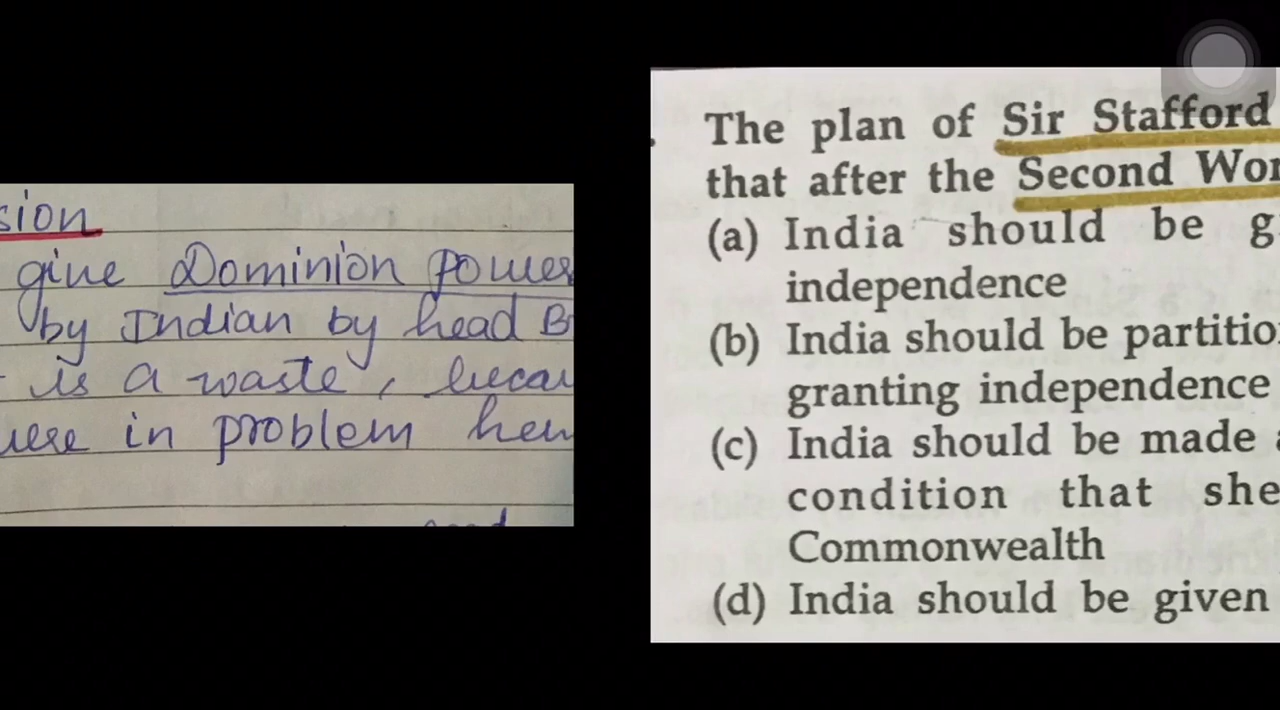 sion
give Dominion power
by Indian by head B
is a waste, becau
were in problem hen
The plan of Sir Stafford
that after the Second Wor
(a) India should be g
independence
(b) India should be partitio
granting independence
(c) India should be made a
condition that she
Commonwealth
(d) India should be given